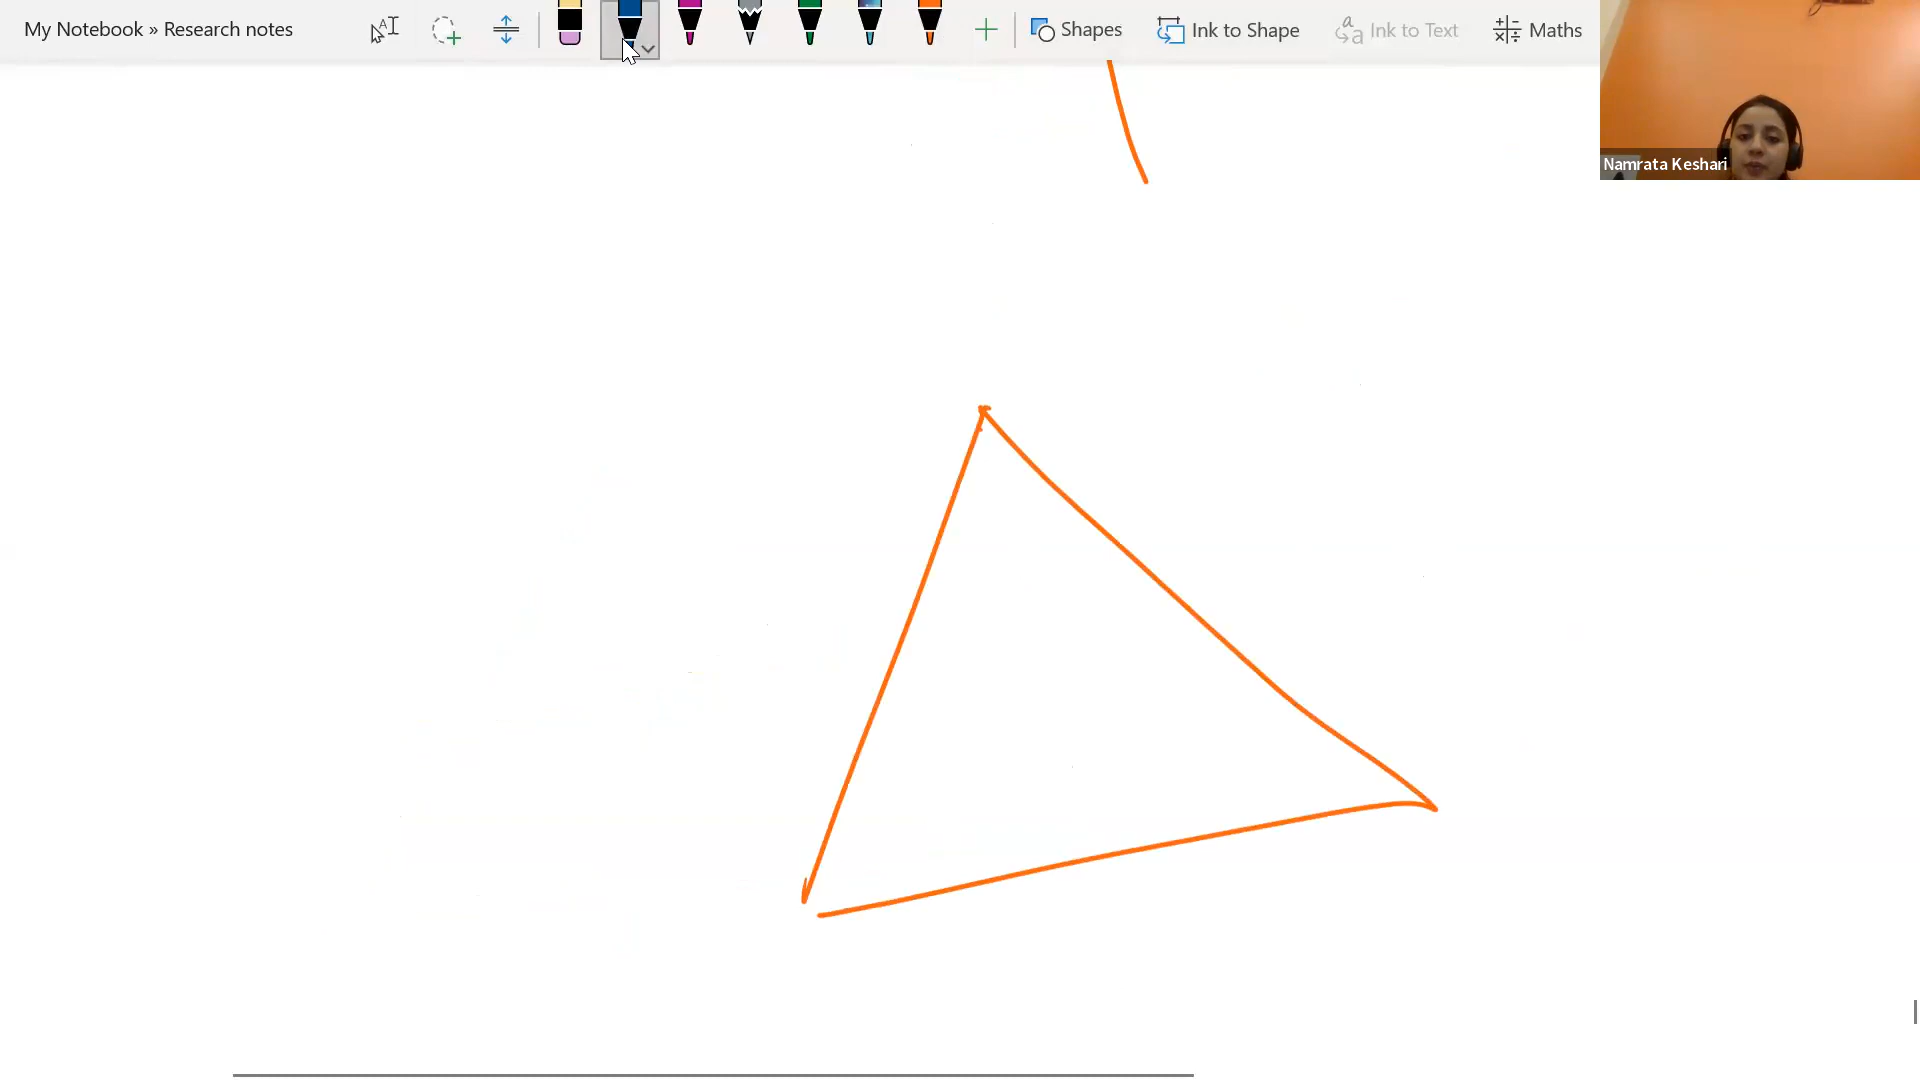 My Notebook » Research notes
Shapes
Ink to Shape
Ink to Text
Maths
Namrata Keshari